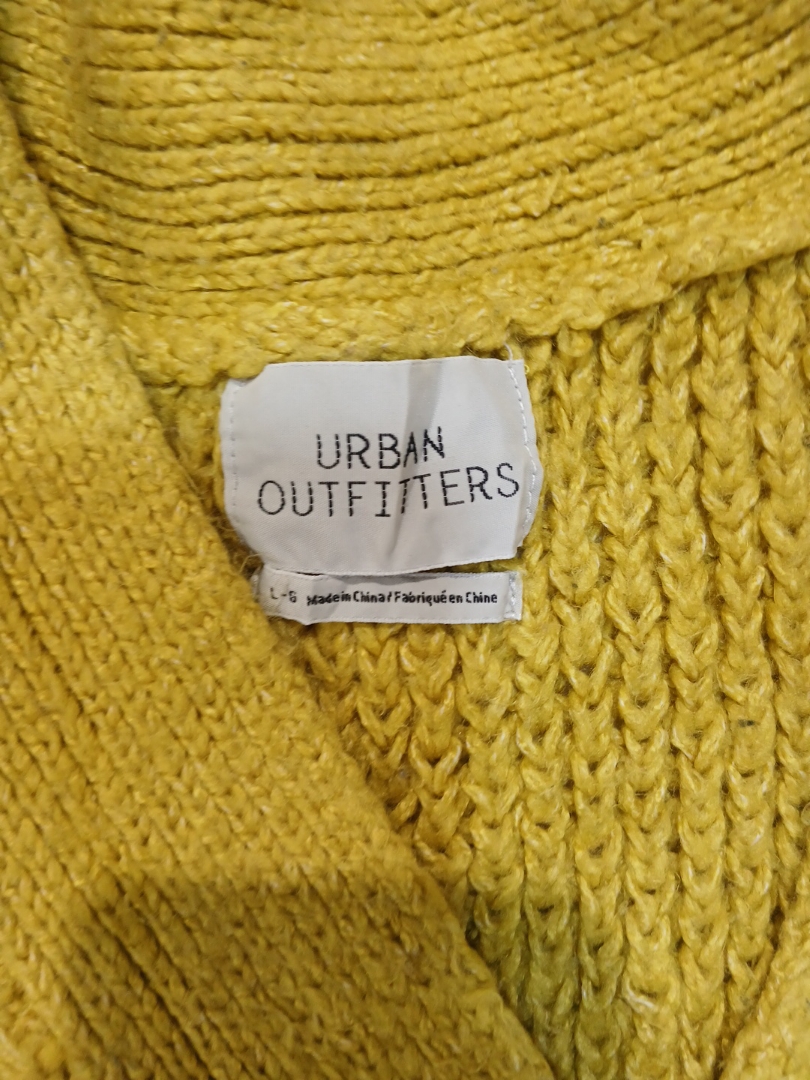 URBAN
OUTFITTERS
L-G Made in China / Fabriqué en Chine